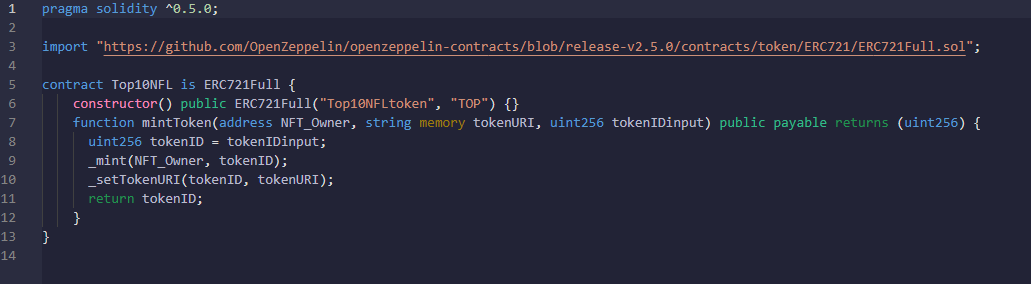 1 pragma solidity ^0.5.0;
2
3 import "https://github.com/OpenZeppelin/openzeppelin-contracts/blob/release-v2.5.0/contracts/token/ERC721/ERC721Full.sol";
4
5 contract Top10NFL is ERC721Full {
6     constructor() public ERC721Full("Top10NFLtoken", "TOP") {}
7     function mintToken(address NFT_Owner, string memory tokenURI, uint256 tokenIDinput) public payable returns (uint256) {
8       uint256 tokenID = tokenIDinput;
9       _mint(NFT_Owner, tokenID);
10       _setTokenURI(tokenID, tokenURI);
11       return tokenID;
12     }
13 }
14